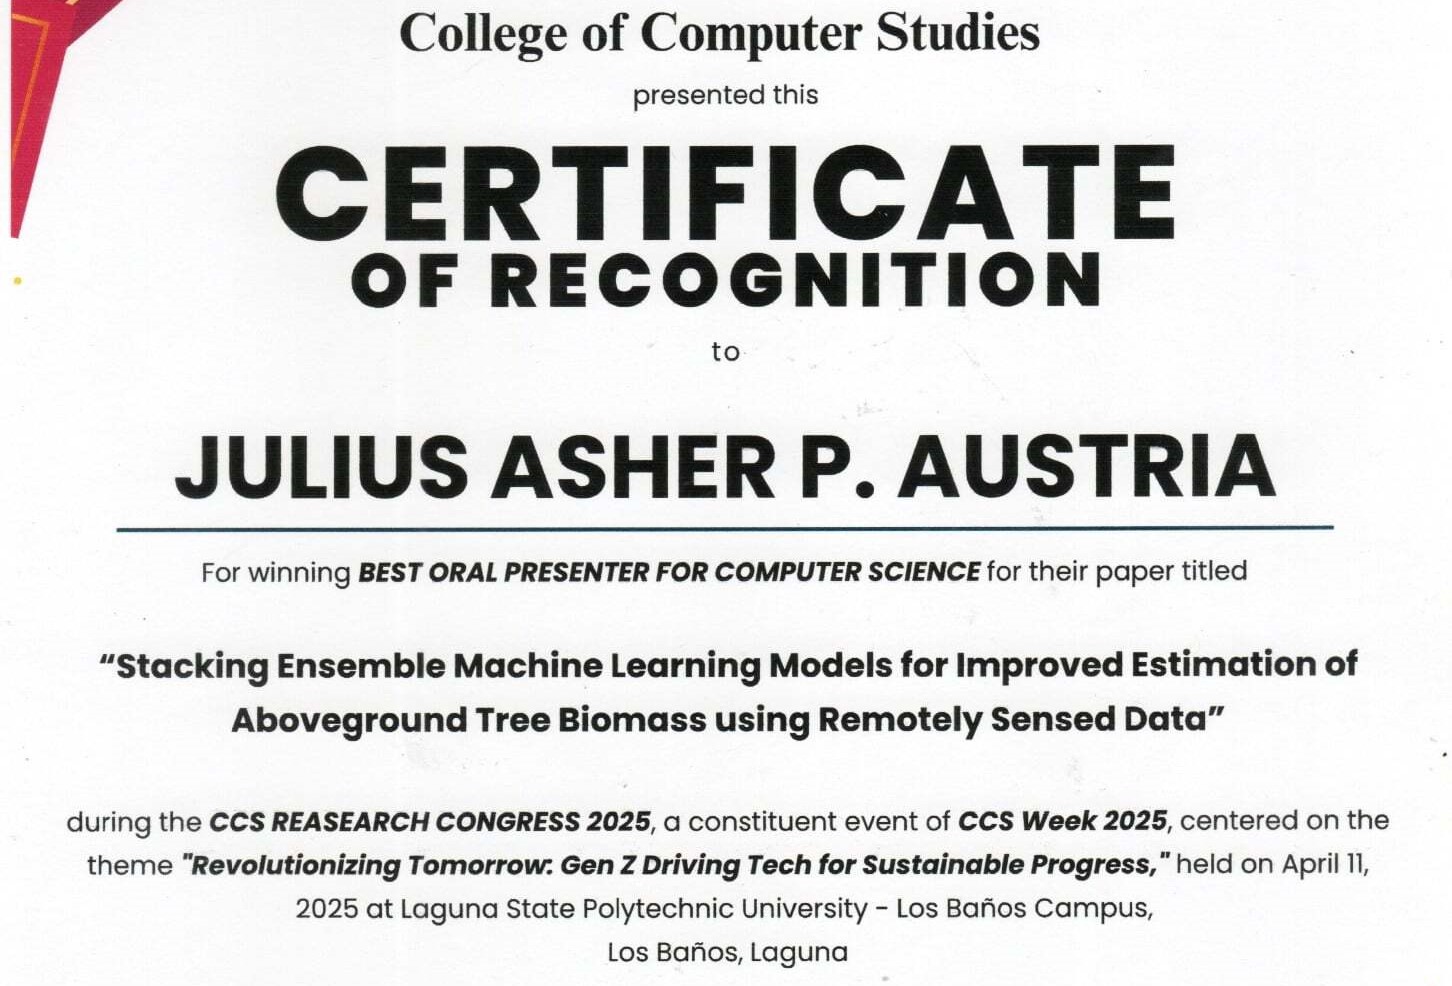 College of Computer Studies
presented this
CERTIFICATE
OF RECOGNITION
to
JULIUS ASHER P. AUSTRIA
For winning BEST ORAL PRESENTER FOR COMPUTER SCIENCE for their paper titled
“Stacking Ensemble Machine Learning Models for Improved Estimation of
Aboveground Tree Biomass using Remotely Sensed Data”
during the CCS REASEARCH CONGRESS 2025, a constituent event of CCS Week 2025, centered on the
theme "Revolutionizing Tomorrow: Gen Z Driving Tech for Sustainable Progress," held on April 11,
2025 at Laguna State Polytechnic University - Los Baños Campus,
Los Baños, Laguna